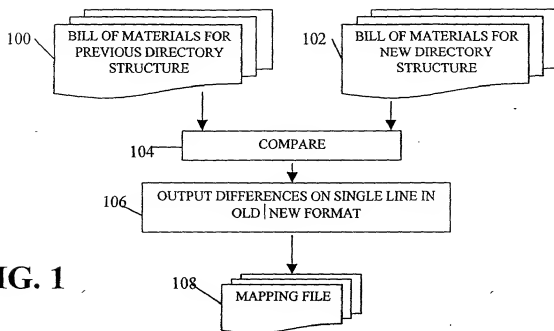 100
BILL OF MATERIALS FOR
PREVIOUS DIRECTORY
STRUCTURE
102
BILL OF MATERIALS FOR
NEW DIRECTORY
STRUCTURE
104
COMPARE
106
OUTPUT DIFFERENCES ON SINGLE LINE IN
OLD | NEW FORMAT
IG. 1
108
MAPPING FILE